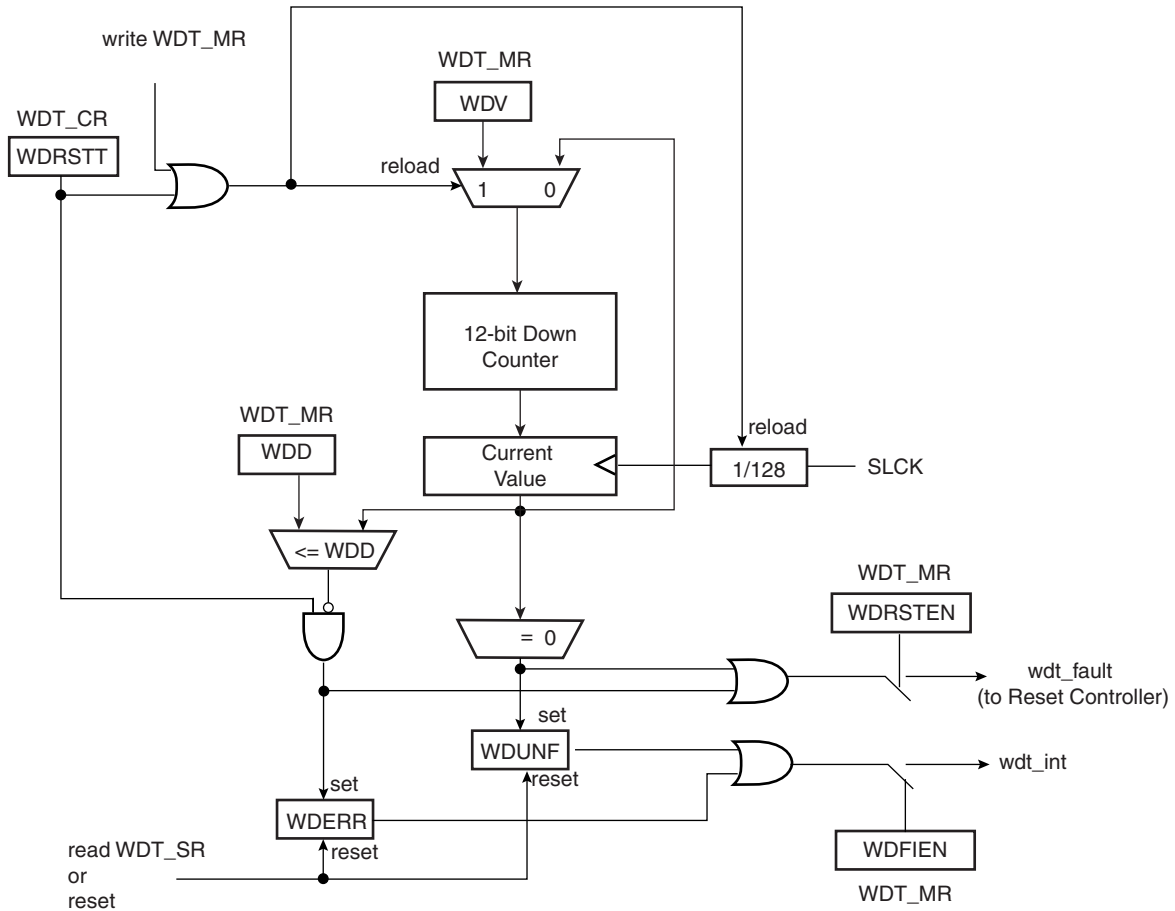 write WDT_MR
WDT_MR
WDV
WDT_CR
WDRSTT
reload
1 0
12-bit Down
Counter
WDT_MR
WDD
Current
Value
reload
1/128
SLCK
<= WDD
= 0
WDT_MR
WDRSTEN
wdt_fault
(to Reset Controller)
set
WDUNF
reset
wdt_int
set
WDERR
reset
read WDT_SR
or
reset
WDFIEN
WDT_MR